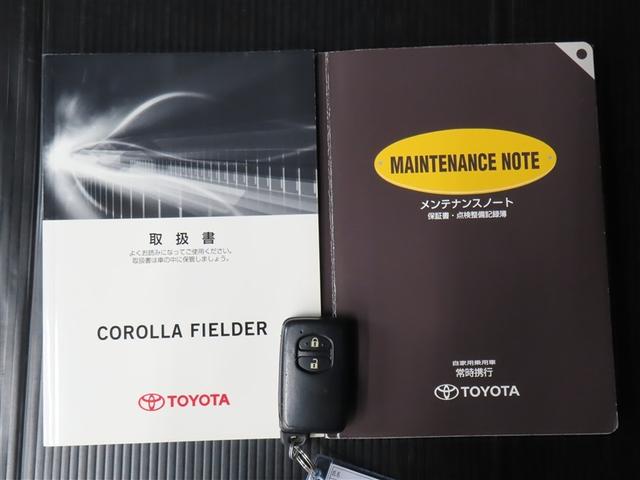 取扱書
よくお読みになってご使用ください。
取扱書は車の中に保管しましょう。
COROLLA FIELDER
TOYOTA
MAINTENANCE NOTE
メンテナンスノート
保証書・点検整備記録簿
自家用乗用車
常時携行
TOYOTA